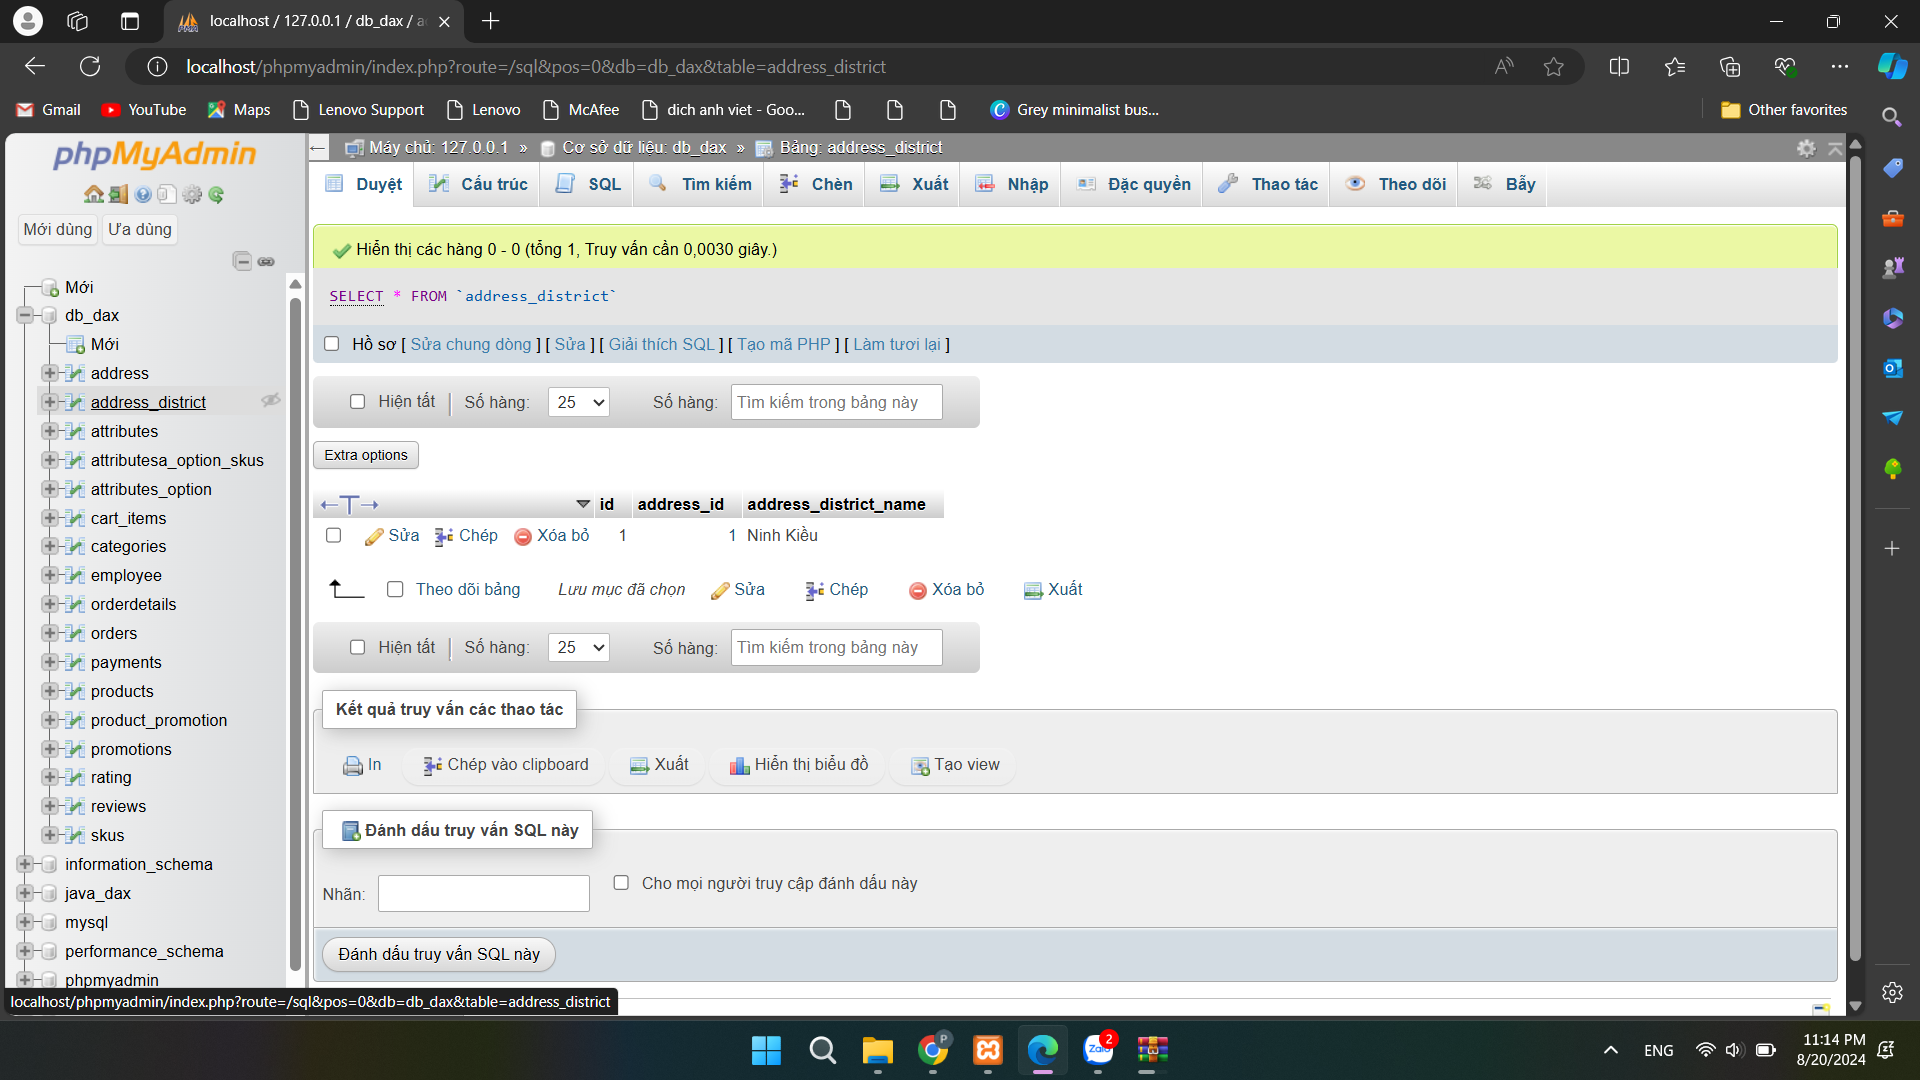 localhost / 127.0.0.1 / db_dax / a
localhost/phpmyadmin/index.php?route=/sql&pos=0&db=db_dax&table=address_district
Gmail YouTube Maps Lenovo Support Lenovo McAfee dich anh viet - Goo... Grey minimalist bus... Other favorites
phpMyAdmin
Mới dùng Ưa dùng
Mới
db_dax
Mới
address
address_district
attributes
attributesa_option_skus
attributes_option
cart_items
categories
employee
orderdetails
orders
payments
products
product_promotion
promotions
rating
reviews
skus
information_schema
java_dax
mysql
performance_schema
phpmyadmin
localhost/phpmyadmin/index.php?route=/sql&pos=0&db=db_dax&table=address_district
Máy chủ: 127.0.0.1 » Cơ sở dữ liệu: db_dax » Bảng: address_district
Duyệt Cấu trúc SQL Tìm kiếm Chèn Xuất Nhập Đặc quyền Thao tác Theo dõi Bẫy
Hiển thị các hàng 0 - 0 (tổng 1, Truy vấn cần 0,0030 giây.)
SELECT * FROM `address_district`
Hồ sơ [ Sửa chung dòng ] [ Sửa ] [ Giải thích SQL ] [ Tạo mã PHP ] [ Làm tươi lại ]
Hiện tất | Số hàng: 25 Số hàng: Tìm kiếm trong bảng này
Extra options
←T→ id address_id address_district_name
Sửa Chép Xóa bỏ 1 1 Ninh Kiều
Theo dõi bảng Lưu mục đã chọn Sửa Chép Xóa bỏ Xuất
Hiện tất | Số hàng: 25 Số hàng: Tìm kiếm trong bảng này
Kết quả truy vấn các thao tác
In Chép vào clipboard Xuất Hiển thị biểu đồ Tạo view
Đánh dấu truy vấn SQL này
Nhãn: Cho mọi người truy cập đánh dấu này
Đánh dấu truy vấn SQL này
P
Zalo 2
ENG
11:14 PM
8/20/2024